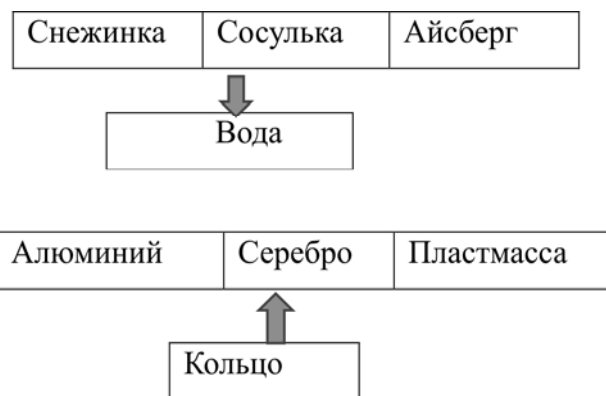 Снежинка Сосулька Айсберг
Вода
Алюминий Серебро Пластмасса
Кольцо